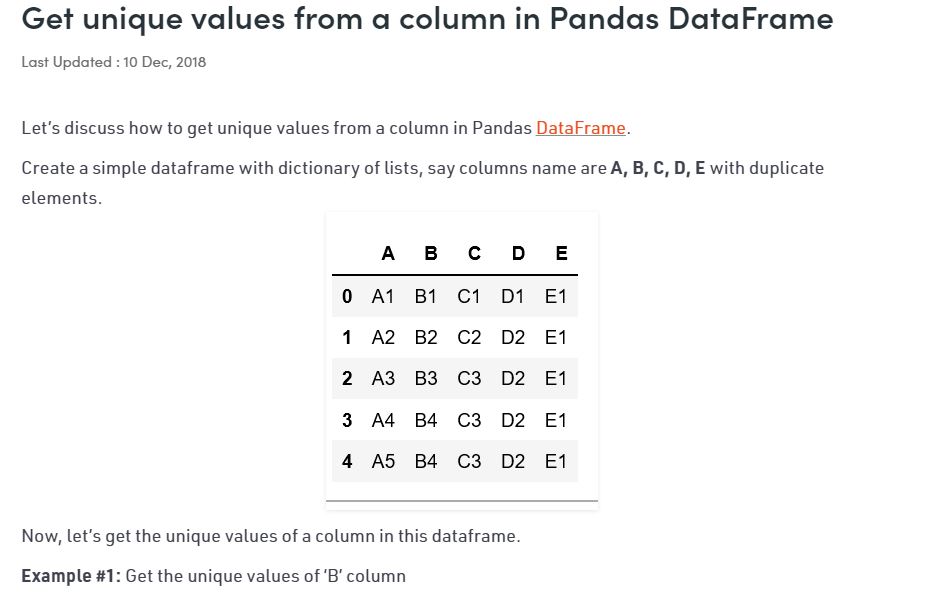 Get unique values from a column in Pandas DataFrame
Last Updated : 10 Dec, 2018
Let's discuss how to get unique values from a column in Pandas DataFrame.
Create a simple dataframe with dictionary of lists, say columns name are A, B, C, D, E with duplicate
elements.
A B C D E
0 A1 B1 C1 D1 E1
1 A2 B2 C2 D2 E1
2 A3 B3 C3 D2 E1
3 A4 B4 C3 D2 E1
4 A5 B4 C3 D2 E1
Now, let's get the unique values of a column in this dataframe.
Example #1: Get the unique values of 'B' column